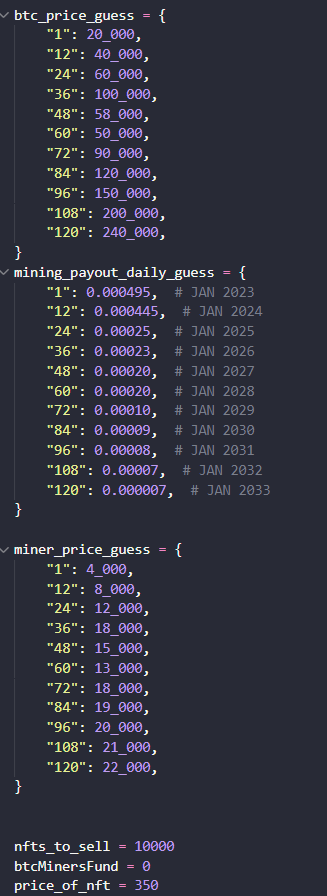 btc_price_guess = {
    "1": 20_000,
    "12": 40_000,
    "24": 60_000,
    "36": 100_000,
    "48": 58_000,
    "60": 50_000,
    "72": 90_000,
    "84": 120_000,
    "96": 150_000,
    "108": 200_000,
    "120": 240_000,
}
mining_payout_daily_guess = {
    "1": 0.000495,  # JAN 2023
    "12": 0.000445,  # JAN 2024
    "24": 0.00025,  # JAN 2025
    "36": 0.00023,  # JAN 2026
    "48": 0.00020,  # JAN 2027
    "60": 0.00020,  # JAN 2028
    "72": 0.00010,  # JAN 2029
    "84": 0.00009,  # JAN 2030
    "96": 0.00008,  # JAN 2031
    "108": 0.00007,  # JAN 2032
    "120": 0.000007,  # JAN 2033
}
miner_price_guess = {
    "1": 4_000,
    "12": 8_000,
    "24": 12_000,
    "36": 18_000,
    "48": 15_000,
    "60": 13_000,
    "72": 18_000,
    "84": 19_000,
    "96": 20_000,
    "108": 21_000,
    "120": 22_000,
}
nfts_to_sell = 10000
btcMinersFund = 0
price_of_nft = 350